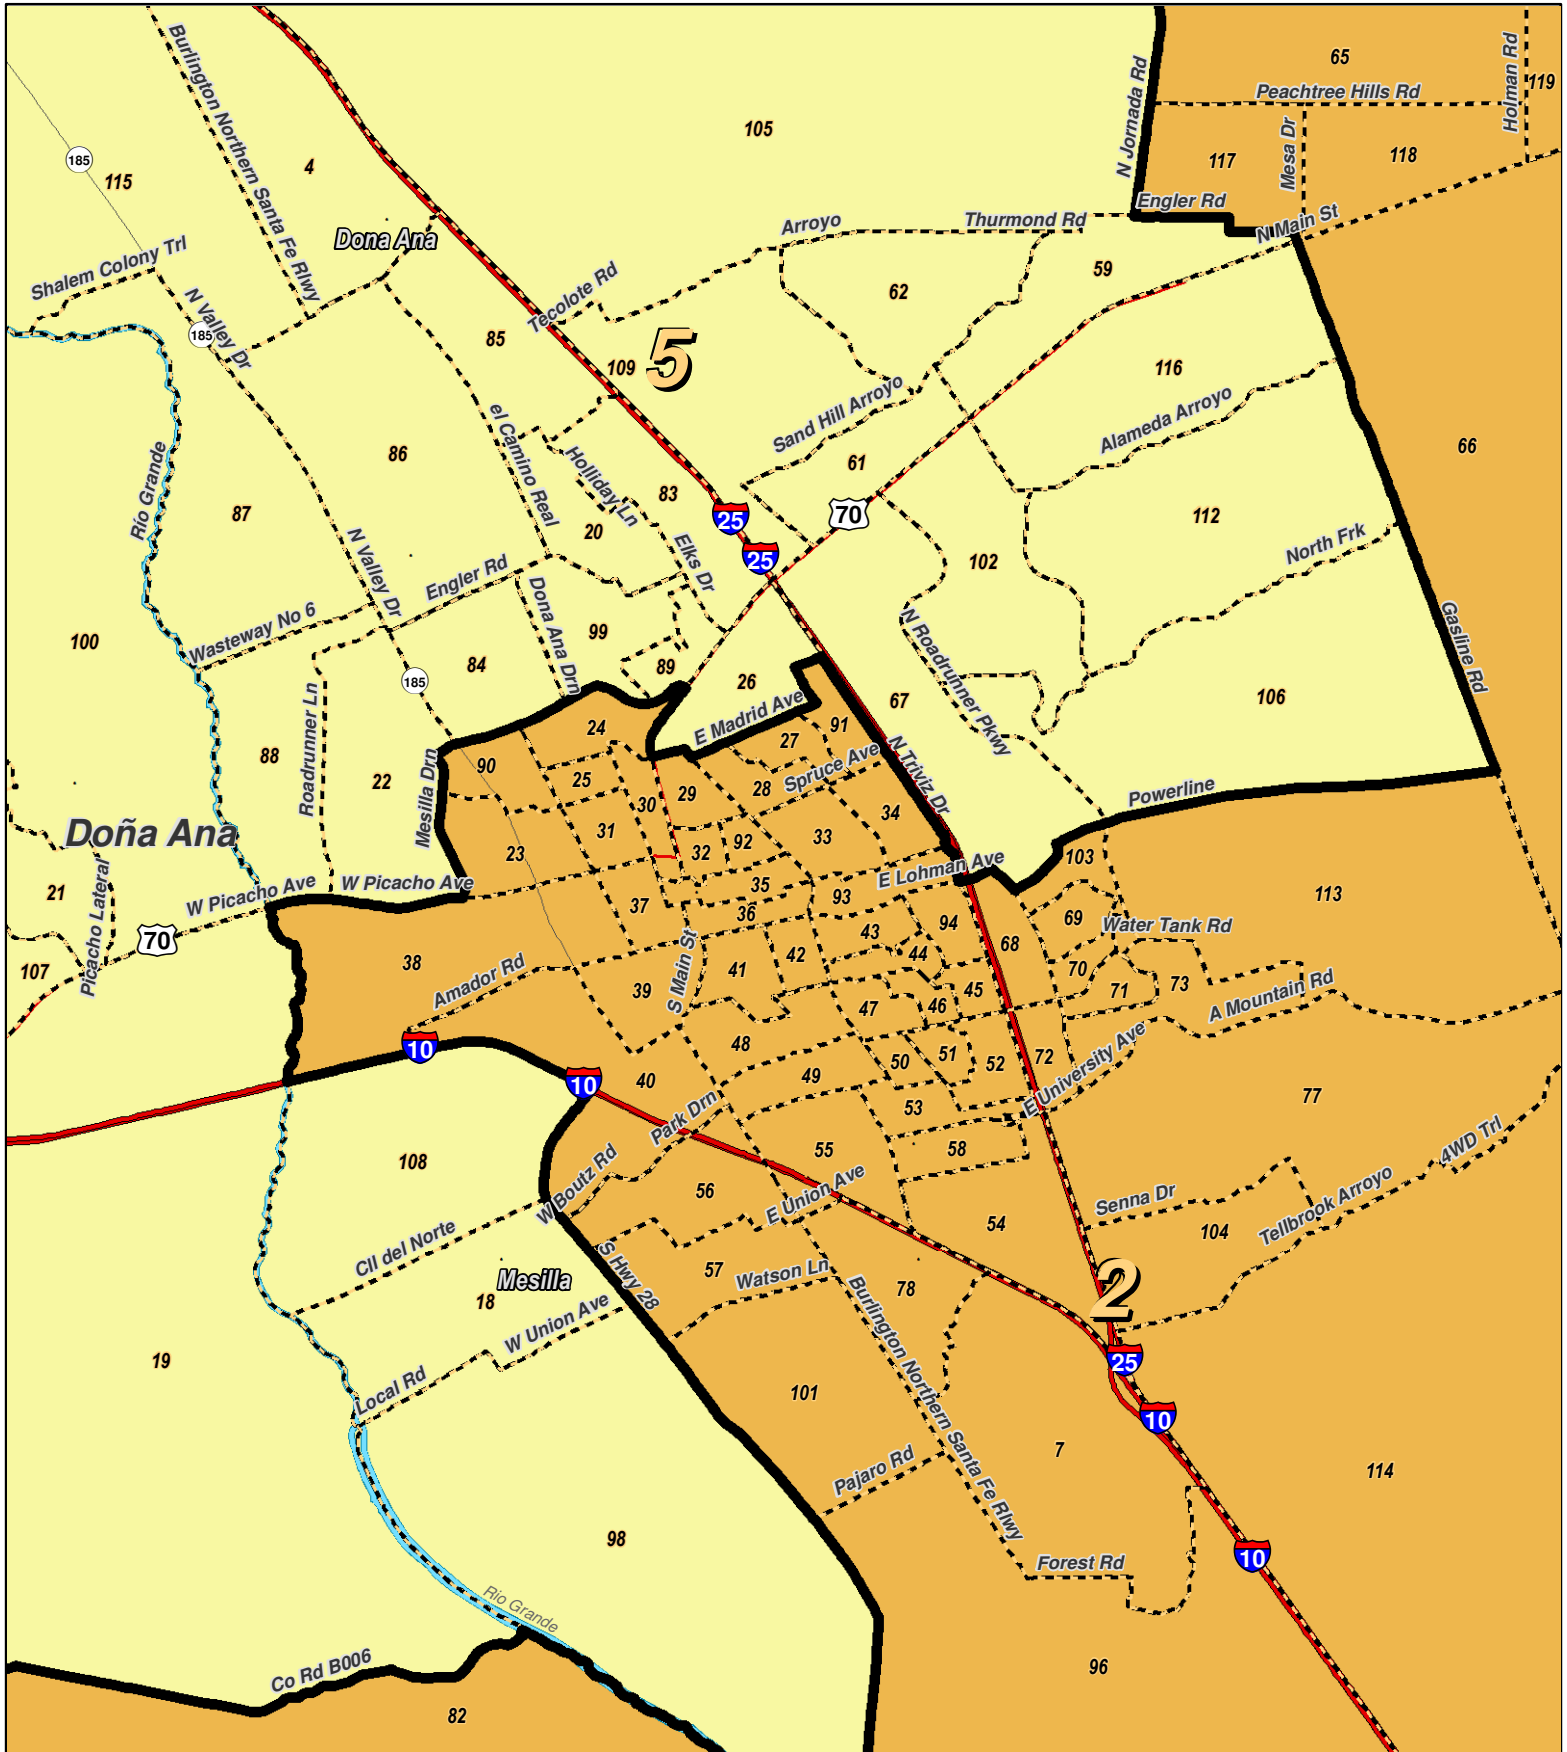 65
Holman Rd
119
Burlington Northern Santa Fe Rlwy
Peachtree Hills Rd
N Jornada Rd
105
Mesa Dr
117
118
185
4
115
Engler Rd
Thurmond Rd
Arroyo
N Main St
Dona Ana
Shalem Colony Trl
59
Tecolote Rd
62
N Valley Dr
185
85
109
5
116
Sand Hill Arroyo
Alameda Arroyo
66
el Camino Real
86
Holliday Ln
61
Río Grande
83
87
25
70
112
20
N Valley Dr
25
102
North Frk
Elks Dr
Engler Rd
Dona Ana Drn
Wasteway No 6
99
N Roadrunner Pkwy
100
84
89
Gasline Rd
185
26
67
106
Roadrunner Ln
E Madrid Ave
24
27
91
88
90
N Triviz Dr
Mesilla Drn
22
25
28
Spruce Ave
29
30
Powerline
34
Doña Ana
31
33
92
32
23
103
E Lohman Ave
W Picacho Ave
W Picacho Ave
35
21
Picacho Lateral
93
113
37
36
69
Water Tank Rd
70
94
43
68
S Main St
42
44
38
Amador Rd
41
70
107
73
39
45
71
A Mountain Rd
46
47
10
48
51
50
52
72
E University Ave
49
40
10
Park Drn
53
77
55
58
4WD Trl
108
W Boutz Rd
56
E Union Ave
Senna Dr
Tellbrook Arroyo
54
104
Cll del Norte
S Hwy 28
57
Watson Ln
Mesilla
78
2
18
W Union Ave
Burlington Northern Santa Fe Rlwy
19
25
Local Rd
101
10
7
Pajaro Rd
114
98
10
Forest Rd
Rio Grande
Co Rd B006
96
82